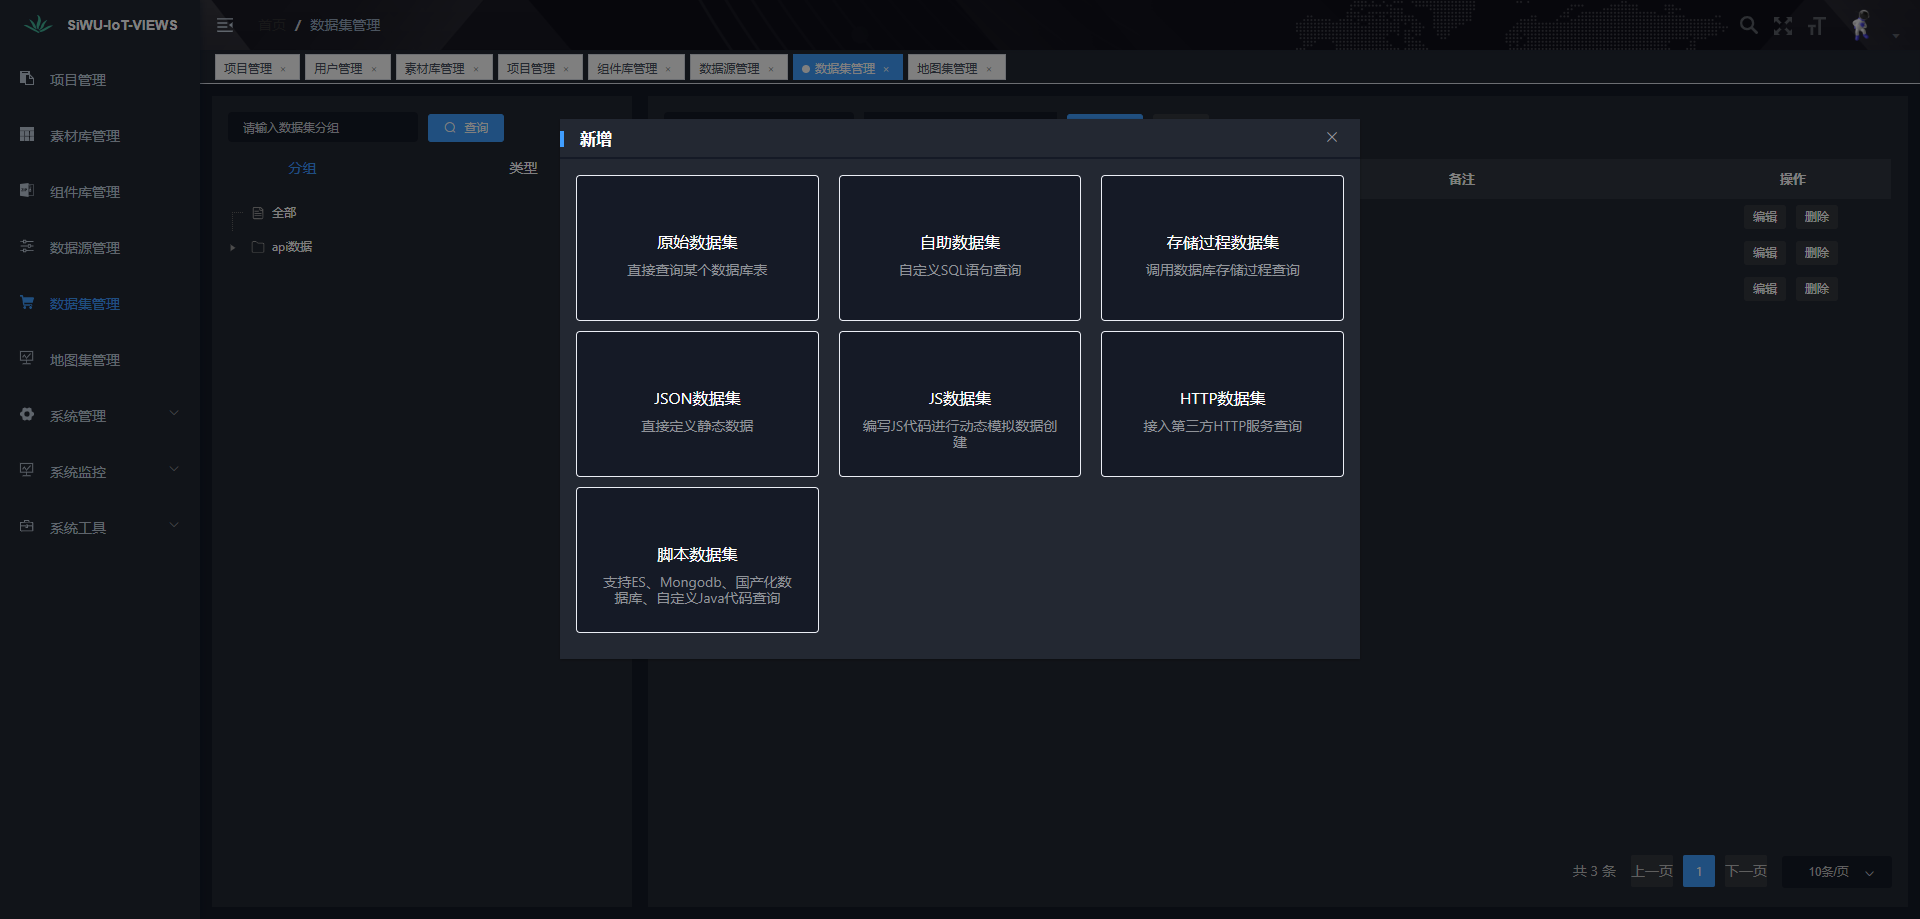 SiWU-IoT-VIEWS
首页 / 数据集管理
项目管理 ×
用户管理 ×
素材库管理 ×
项目管理 ×
组件库管理 ×
数据源管理 ×
数据集管理 ×
地图集管理 ×
项目管理
素材库管理
组件库管理
数据源管理
数据集管理
地图集管理
系统管理
系统监控
系统工具
请输入数据集分组
查询
分组
类型
全部
api数据
新增
原始数据集
直接查询某个数据库表
自助数据集
自定义SQL语句查询
存储过程数据集
调用数据库存储过程查询
JSON数据集
直接定义静态数据
JS数据集
编写JS代码进行动态模拟数据创
建
HTTP数据集
接入第三方HTTP服务查询
脚本数据集
支持ES、Mongodb、国产化数
据库、自定义Java代码查询
备注
操作
编辑 删除
编辑 删除
编辑 删除
共 3 条
上一页
1
下一页
10条/页